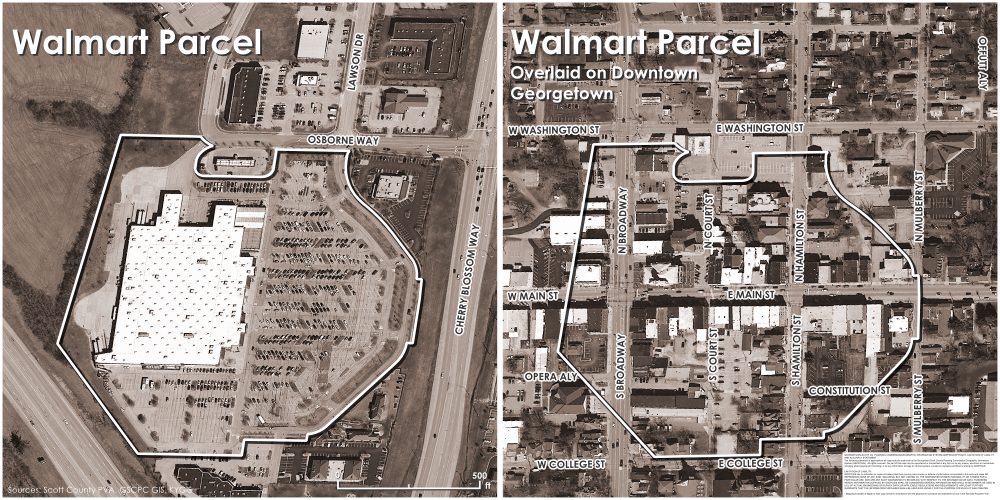 Walmart Parcel
LAWSON DR
OSBORNE WAY
CHERRY BLOSSOM WAY
500
ft
Sources: Scott County PVA, GSCPC GIS, KYG
Walmart Parcel
Overlaid on Downtown
Georgetown
OFFUTT ALY
W WASHINGTON ST
E WASHINGTON ST
N BROADWAY
N COURT ST
N HAMILTON ST
N MULBERRY ST
W MAIN ST
E MAIN ST
S BROADWAY
S COURT ST
S HAMILTON ST
OPERA ALY
CONSTITUTION ST
S MULBERRY ST
W COLLEGE ST
E COLLEGE ST